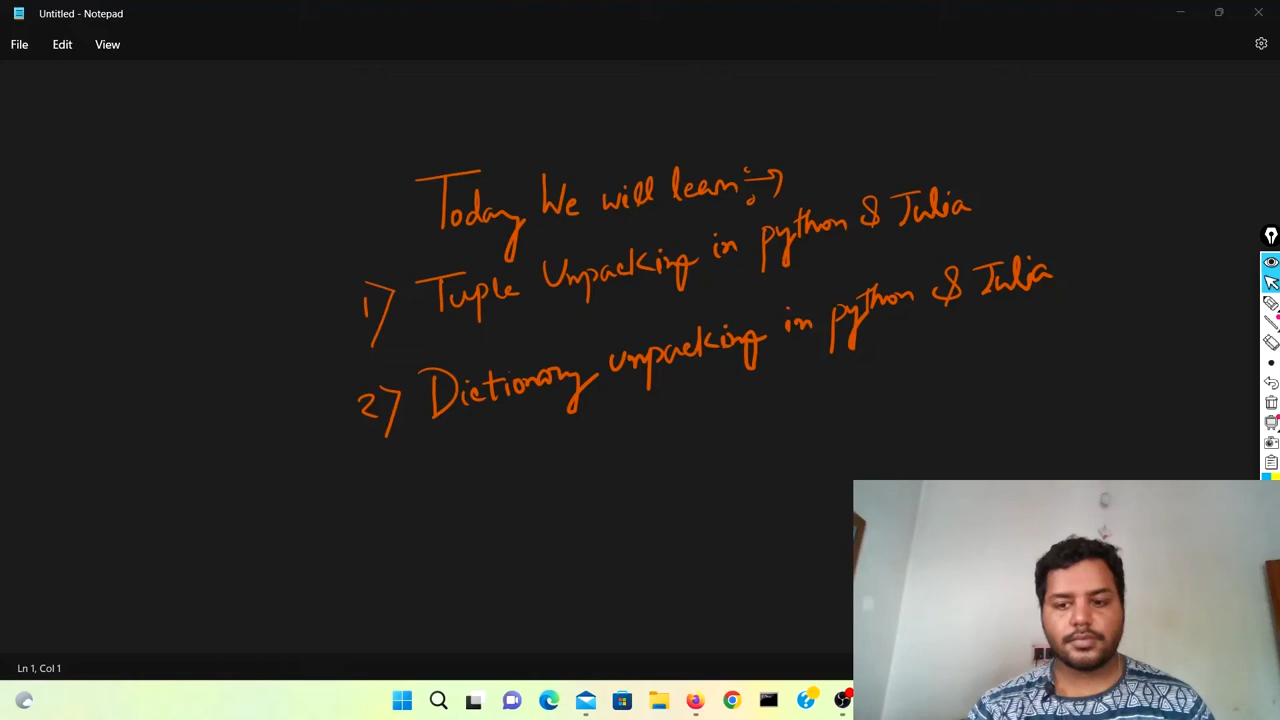 Untitled - Notepad
File Edit View
Today We will learn :→
1) Tuple Unpacking in python & Julia
2) Dictionary unpacking in python & Julia
Ln 1, Col 1